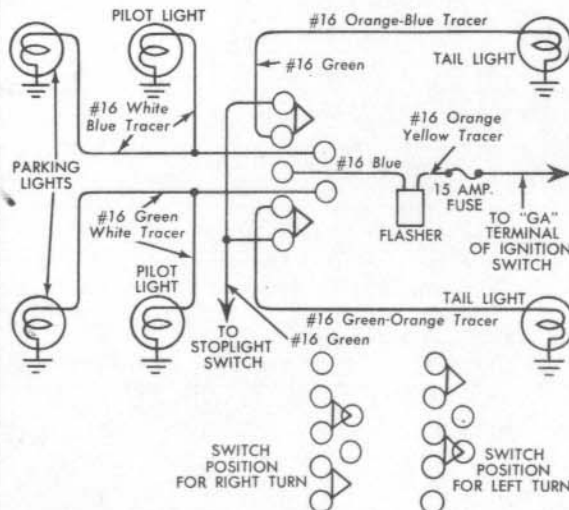 PILOT LIGHT
#16 Orange-Blue Tracer
#16 Green
TAIL LIGHT
#16 White
Blue Tracer
#16 Orange
Yellow Tracer
PARKING
LIGHTS
#16 Blue
15 AMP.
FUSE
#16 Green
White Tracer
FLASHER
TO "GA"
TERMINAL
OF IGNITION
SWITCH
PILOT
LIGHT
TAIL LIGHT
#16 Green-Orange Tracer
TO
STOPLIGHT
SWITCH
#16 Green
SWITCH
POSITION
FOR RIGHT TURN
SWITCH
POSITION
FOR LEFT TURN